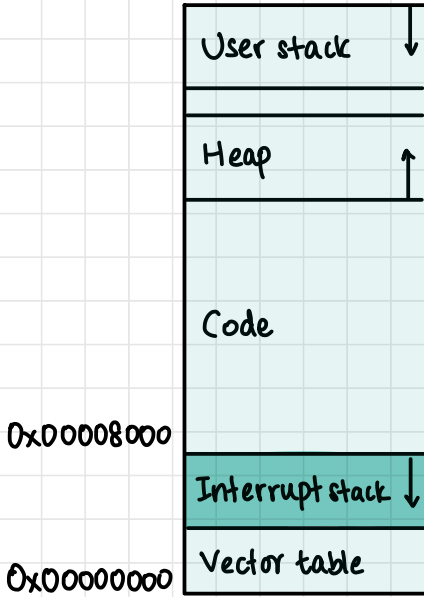 User stack
Heap
Code
0x00008000
Interrupt stack
Vector table
0x00000000